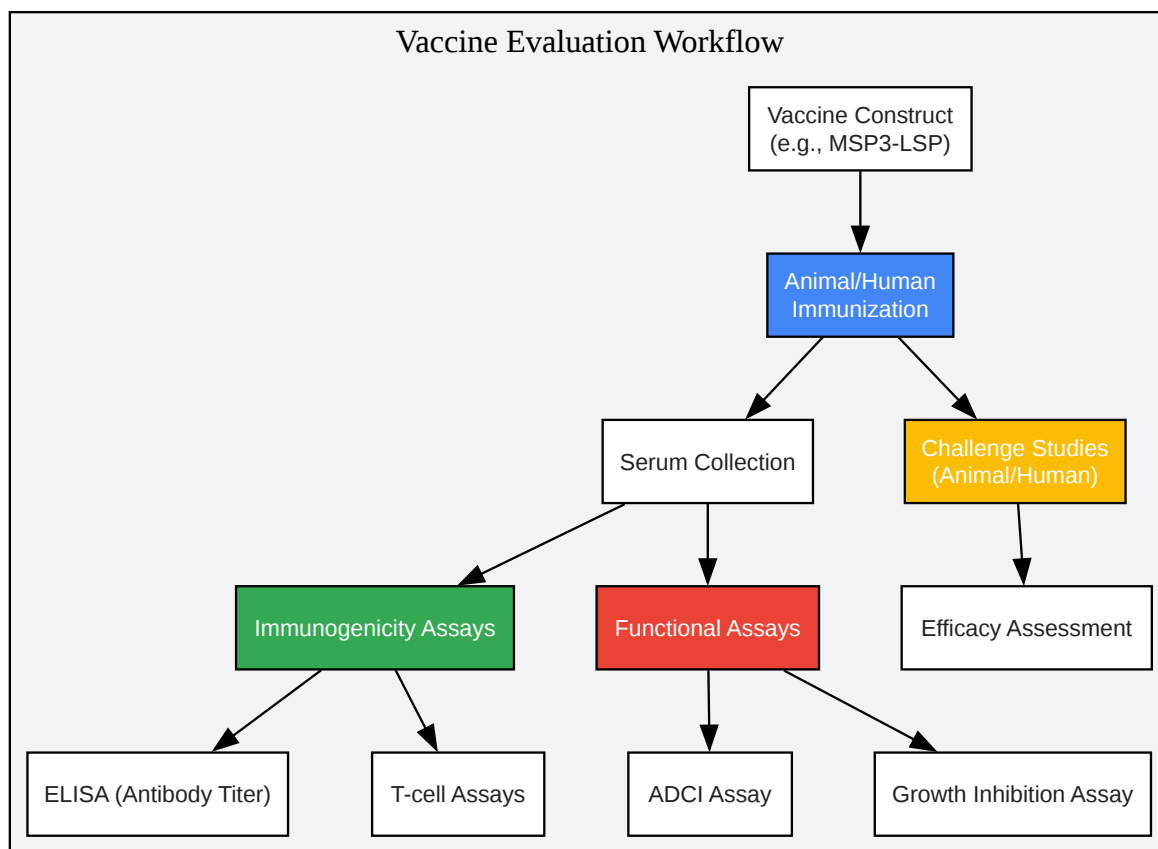 Vaccine Evaluation Workflow
Vaccine Construct
(e.g., MSP3-LSP)
Animal/Human
Immunization
Serum Collection
Challenge Studies
(Animal/Human)
Immunogenicity Assays
Functional Assays
Efficacy Assessment
ELISA (Antibody Titer)
T-cell Assays
ADCI Assay
Growth Inhibition Assay